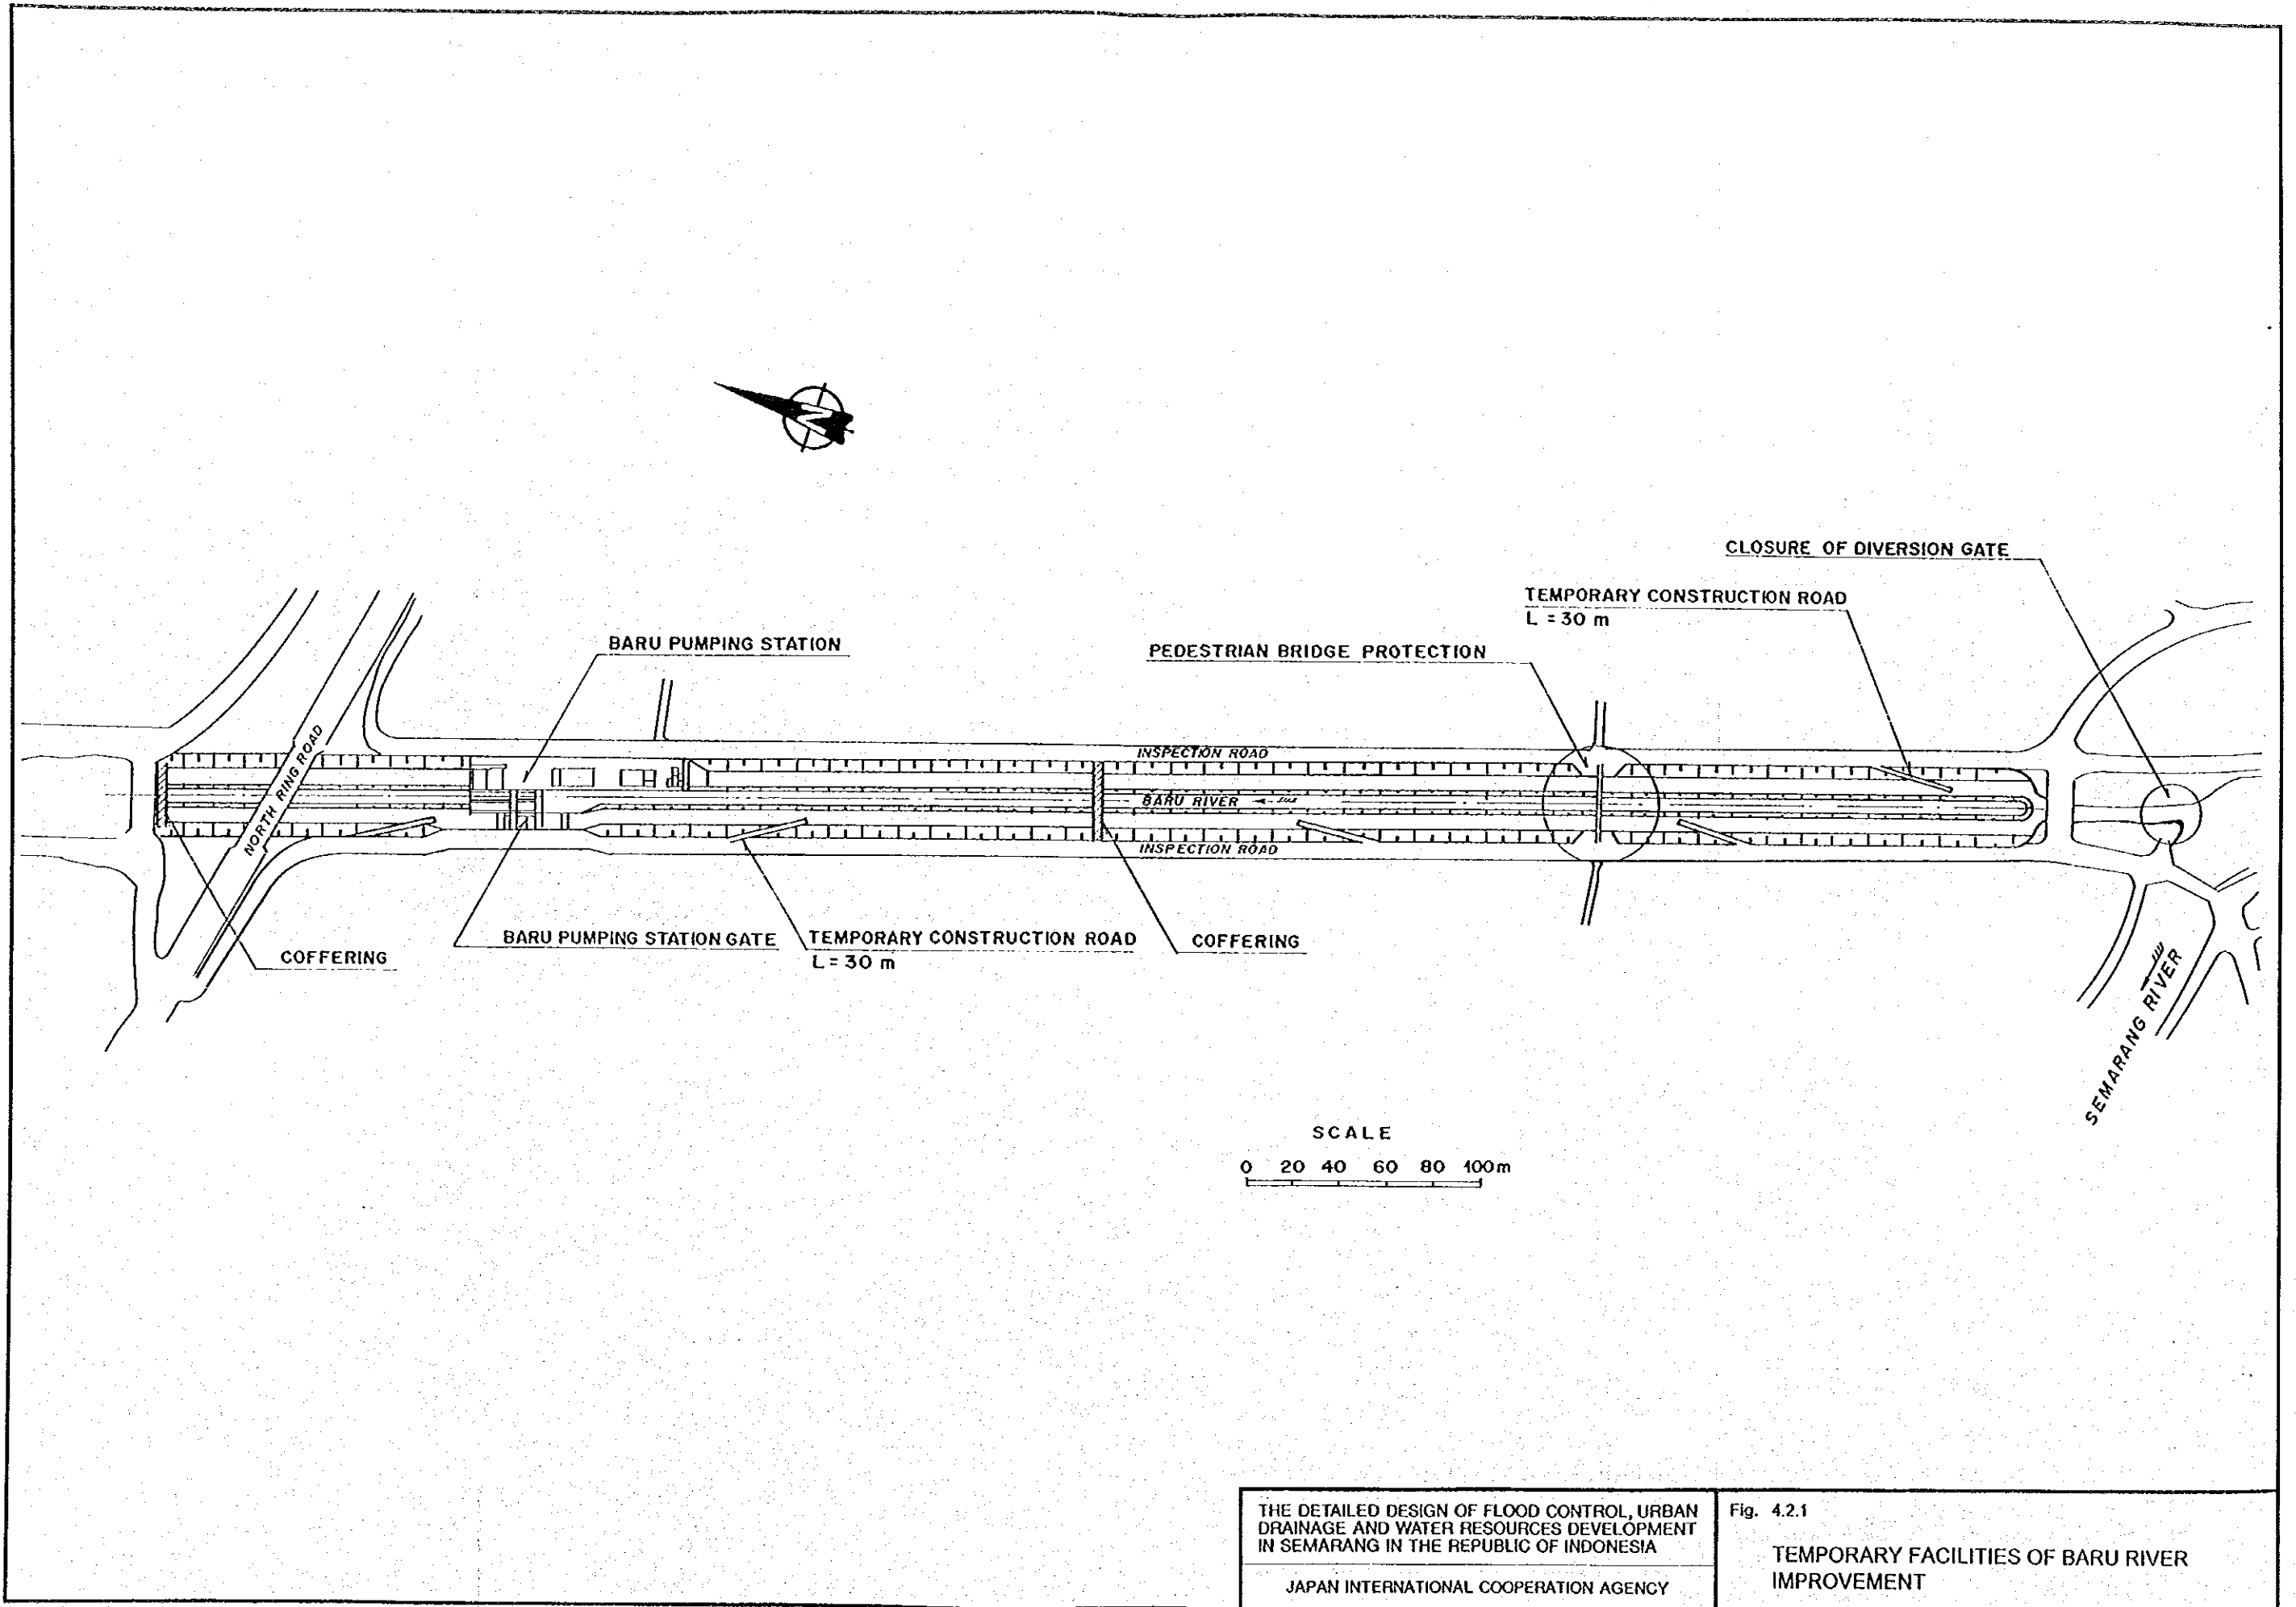 CLOSURE OF DIVERSION GATE
TEMPORARY CONSTRUCTION ROAD
L = 30 m
BARU PUMPING STATION
PEDESTRIAN BRIDGE PROTECTION
NORTH RING ROAD
INSPECTION ROAD
BARU RIVER
INSPECTION ROAD
COFFERING
BARU PUMPING STATION GATE
TEMPORARY CONSTRUCTION ROAD
L = 30 m
COFFERING
SEMARANG RIVER
SCALE
0 20 40 60 80 100m
THE DETAILED DESIGN OF FLOOD CONTROL, URBAN
DRAINAGE AND WATER RESOURCES DEVELOPMENT
IN SEMARANG IN THE REPUBLIC OF INDONESIA
JAPAN INTERNATIONAL COOPERATION AGENCY
Fig. 4.2.1
TEMPORARY FACILITIES OF BARU RIVER
IMPROVEMENT